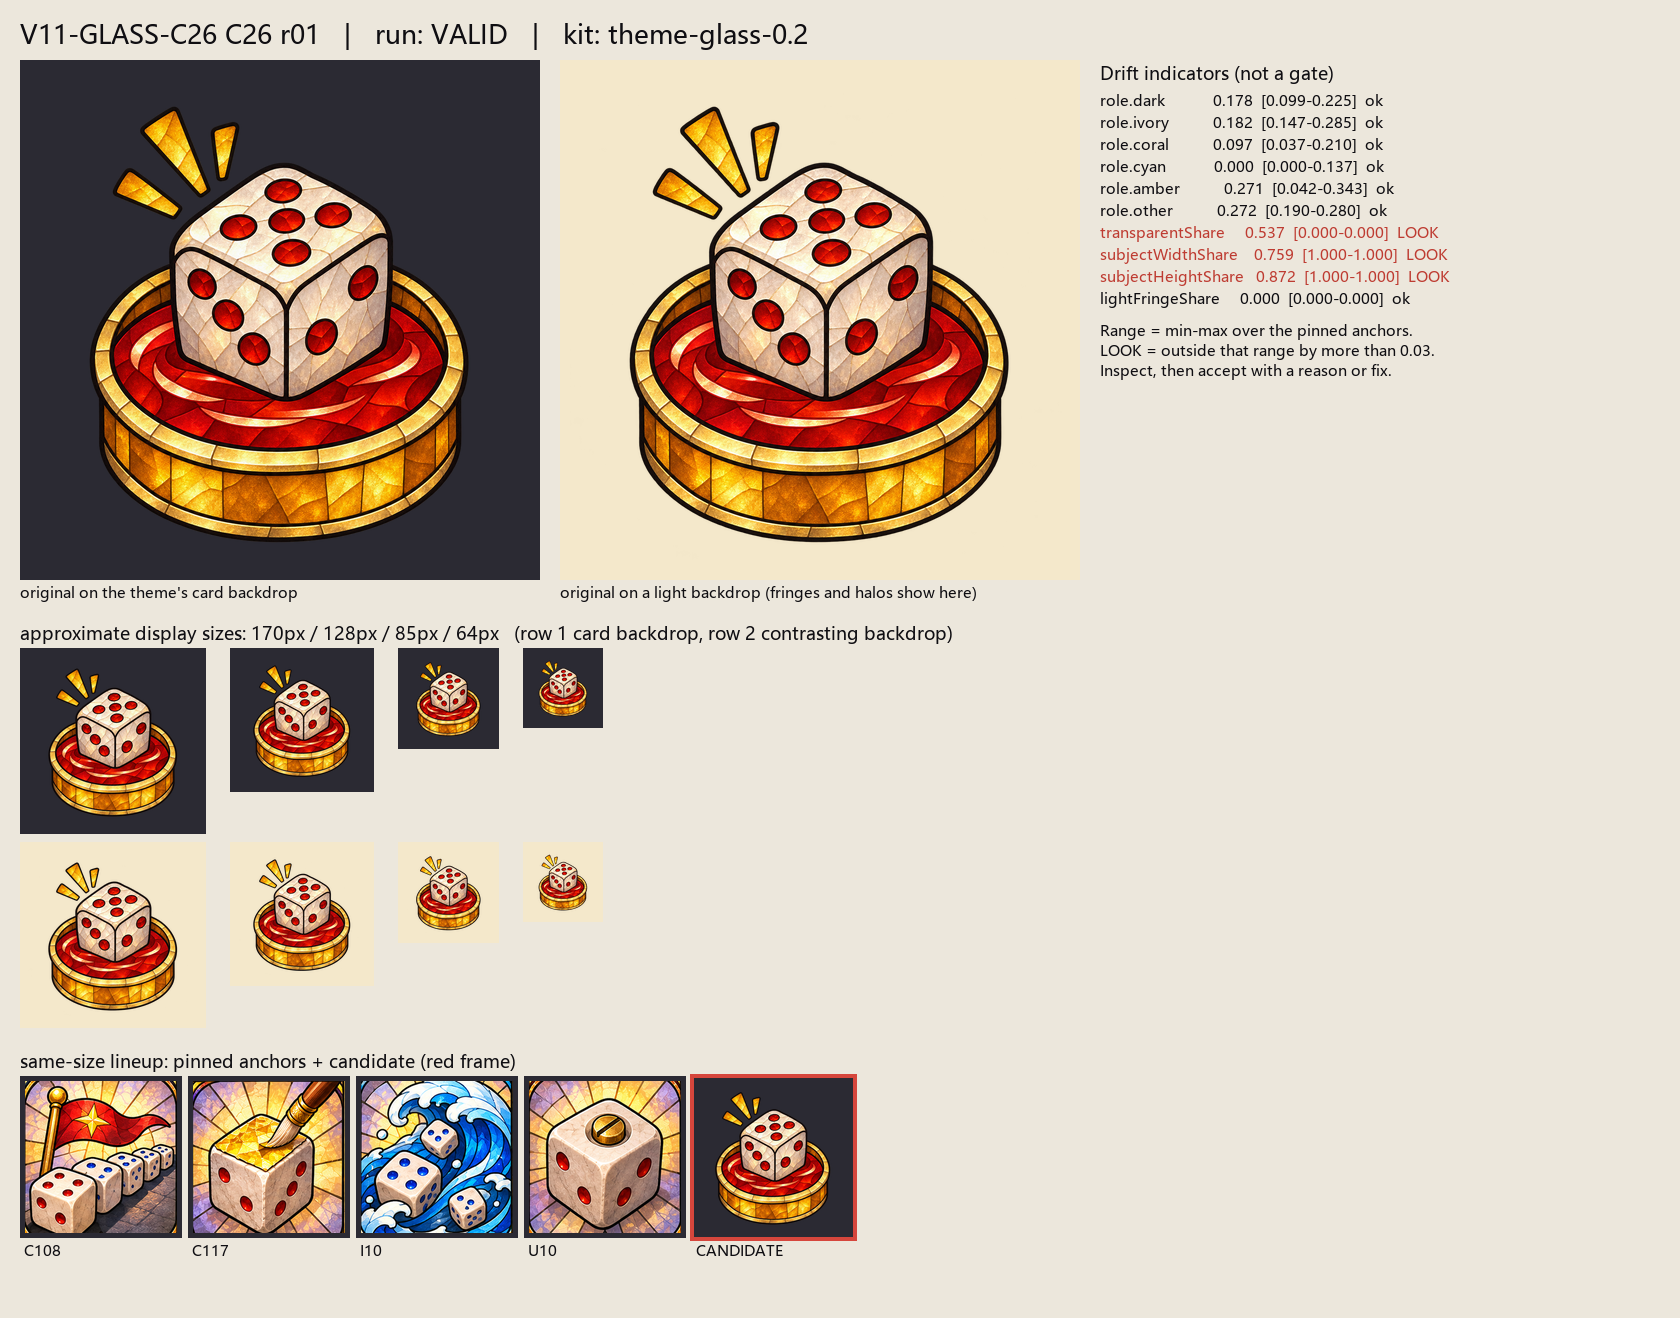 V11-GLASS-C26 C26 r01 | run: VALID | kit: theme-glass-0.2
Drift indicators (not a gate)
role.dark 0.178 [0.099-0.225] ok
role.ivory 0.182 [0.147-0.285] ok
role.coral 0.097 [0.037-0.210] ok
role.cyan 0.000 [0.000-0.137] ok
role.amber 0.271 [0.042-0.343] ok
role.other 0.272 [0.190-0.280] ok
transparentShare 0.537 [0.000-0.000] LOOK
subjectWidthShare 0.759 [1.000-1.000] LOOK
subjectHeightShare 0.872 [1.000-1.000] LOOK
lightFringeShare 0.000 [0.000-0.000] ok
Range = min-max over the pinned anchors.
LOOK = outside that range by more than 0.03.
Inspect, then accept with a reason or fix.
original on the theme's card backdrop
original on a light backdrop (fringes and halos show here)
approximate display sizes: 170px / 128px / 85px / 64px (row 1 card backdrop, row 2 contrasting backdrop)
same-size lineup: pinned anchors + candidate (red frame)
C108
C117
I10
U10
CANDIDATE